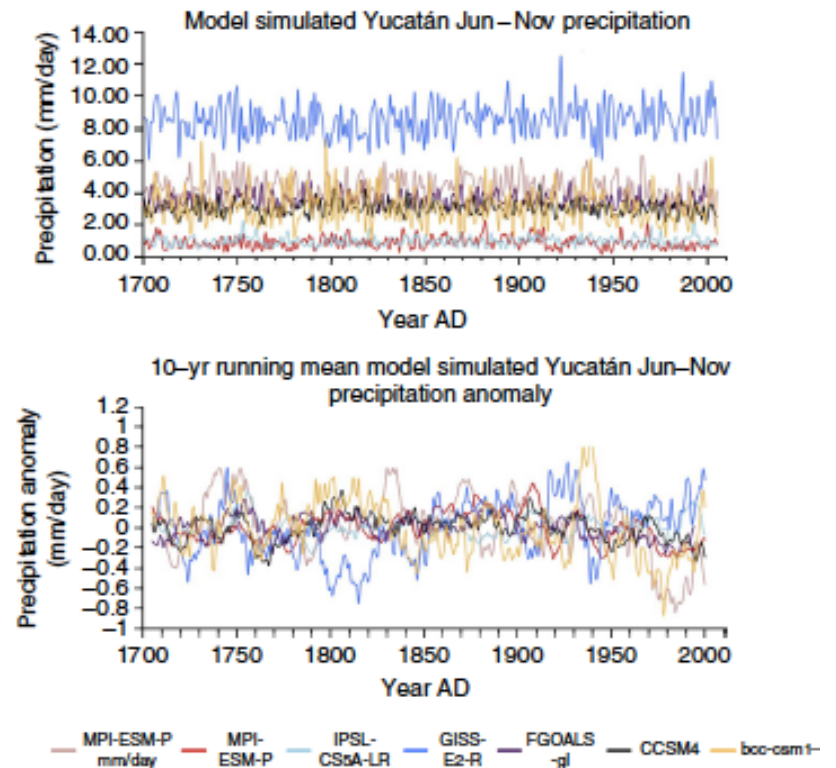 Model simulated Yucatán Jun–Nov precipitation
Precipitation (mm/day)
14.00
12.00
10.00
8.00
6.00
4.00
2.00
0.00
1700 1750 1800 1850 1900 1950 2000
Year AD
10–yr running mean model simulated Yucatán Jun–Nov
precipitation anomaly
Precipitation anomaly
(mm/day)
1.2
1
0.8
0.6
0.4
0.2
0
–0.2
–0.4
–0.6
–0.8
–1
1700 1750 1800 1850 1900 1950 2000
Year AD
MPI-ESM-P MPI- IPSL- GISS- FGOALS CCSM4 bcc-csm1–
mm/day ESM-P CS5A-LR E2-R -gl